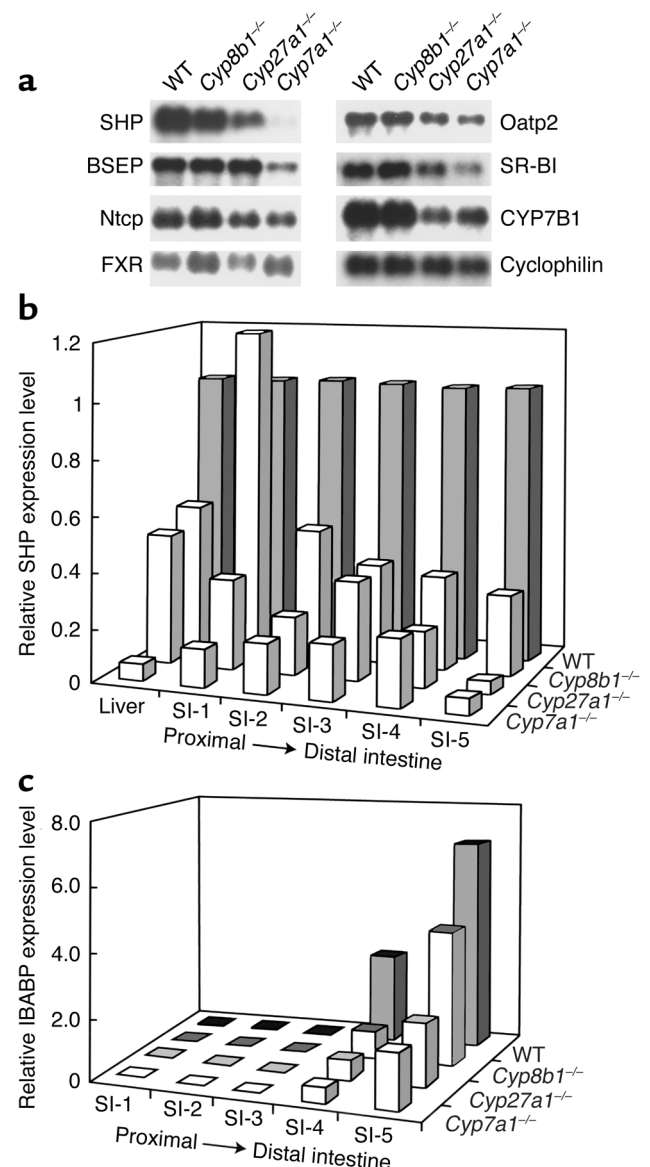 a
WT Cyp8b1–/– Cyp27a1–/– Cyp7a1–/–
WT Cyp8b1–/– Cyp27a1–/– Cyp7a1–/–
SHP
Oatp2
BSEP
SR-BI
Ntcp
CYP7B1
FXR
Cyclophilin
b
Relative SHP expression level
1.2
1
0.8
0.6
0.4
0.2
0
Liver SI-1 SI-2 SI-3 SI-4 SI-5
Proximal → Distal intestine
WT
Cyp8b1–/–
Cyp27a1–/–
Cyp7a1–/–
c
Relative IBABP expression level
8.0
6.0
4.0
2.0
0
SI-1 SI-2 SI-3 SI-4 SI-5
Proximal → Distal intestine
WT
Cyp8b1–/–
Cyp27a1–/–
Cyp7a1–/–